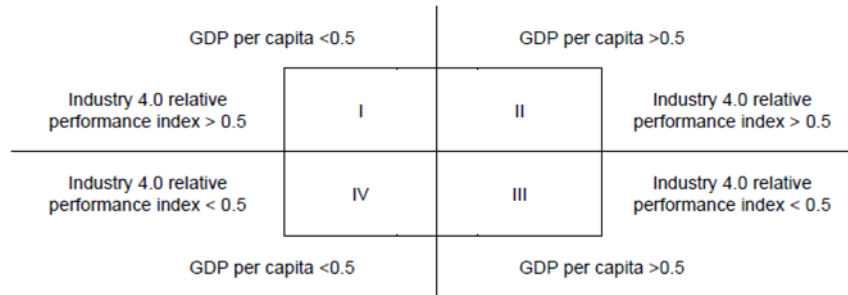 GDP per capita <0.5
GDP per capita >0.5
Industry 4.0 relative
performance index > 0.5
I
II
Industry 4.0 relative
performance index > 0.5
Industry 4.0 relative
performance index < 0.5
IV
III
Industry 4.0 relative
performance index < 0.5
GDP per capita <0.5
GDP per capita >0.5